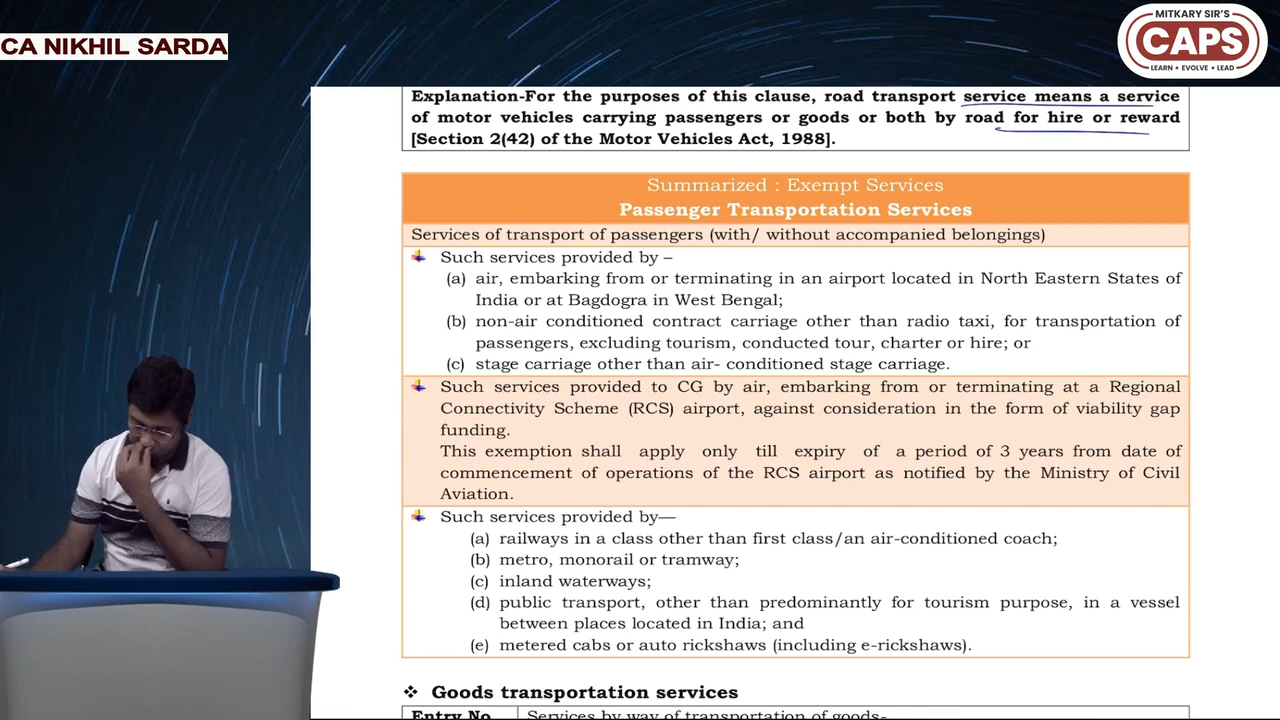 CA NIKHIL SARDA
MITKARY SIR'S
CAPS
LEARN • EVOLVE • LEAD
Explanation-For the purposes of this clause, road transport service means a service
of motor vehicles carrying passengers or goods or both by road for hire or reward
[Section 2(42) of the Motor Vehicles Act, 1988].
Summarized : Exempt Services
Passenger Transportation Services
Services of transport of passengers (with/ without accompanied belongings)
Such services provided by –
(a) air, embarking from or terminating in an airport located in North Eastern States of
India or at Bagdogra in West Bengal;
(b) non-air conditioned contract carriage other than radio taxi, for transportation of
passengers, excluding tourism, conducted tour, charter or hire; or
(c) stage carriage other than air- conditioned stage carriage.
Such services provided to CG by air, embarking from or terminating at a Regional
Connectivity Scheme (RCS) airport, against consideration in the form of viability gap
funding.
This exemption shall apply only till expiry of a period of 3 years from date of
commencement of operations of the RCS airport as notified by the Ministry of Civil
Aviation.
Such services provided by—
(a) railways in a class other than first class/an air-conditioned coach;
(b) metro, monorail or tramway;
(c) inland waterways;
(d) public transport, other than predominantly for tourism purpose, in a vessel
between places located in India; and
(e) metered cabs or auto rickshaws (including e-rickshaws).
❖ Goods transportation services
Entry No Services by way of transportation of goods-